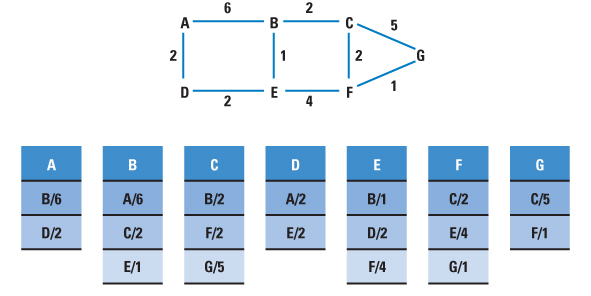 6 2
A B C 5
2 1 2 G
D E F 1
2 4
A B C D E F G
B/6 A/6 B/2 A/2 B/1 C/2 C/5
D/2 C/2 F/2 E/2 D/2 E/4 F/1
E/1 G/5 F/4 G/1